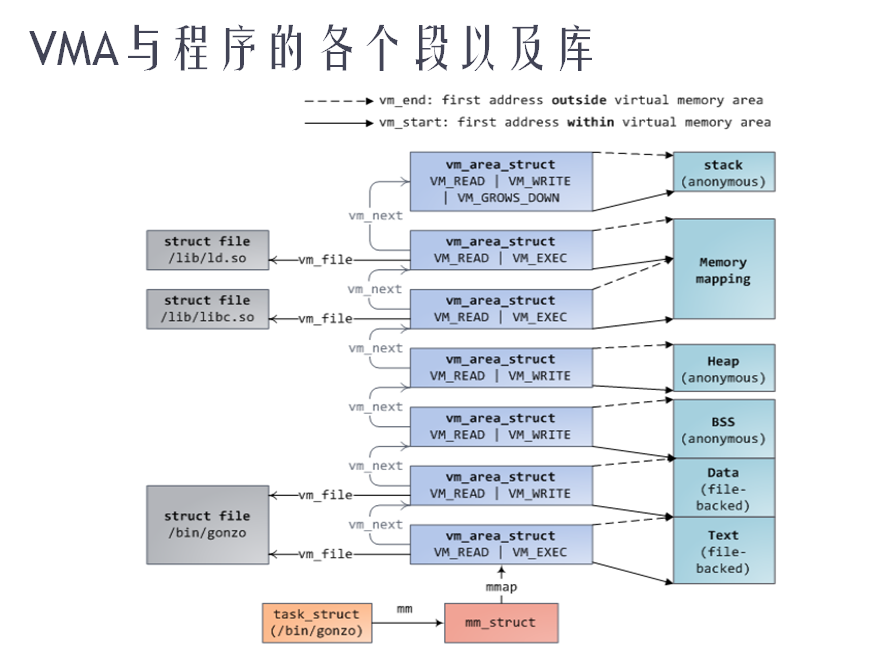 VMA与程序的各个段以及库
vm_end: first address outside virtual memory area
vm_start: first address within virtual memory area
vm_area_struct
VM_READ | VM_WRITE
| VM_GROWS_DOWN
stack
(anonymous)
vm_next
struct file
/lib/ld.so
vm_file
vm_area_struct
VM_READ | VM_EXEC
Memory
mapping
vm_next
struct file
/lib/libc.so
vm_file
vm_area_struct
VM_READ | VM_EXEC
vm_next
vm_area_struct
VM_READ | VM_WRITE
Heap
(anonymous)
vm_next
vm_area_struct
VM_READ | VM_WRITE
BSS
(anonymous)
vm_next
vm_area_struct
VM_READ | VM_WRITE
Data
(file-
backed)
vm_file
struct file
/bin/gonzo
vm_next
vm_area_struct
VM_READ | VM_EXEC
Text
(file-
backed)
vm_file
mmap
task_struct
(/bin/gonzo)
mm
mm_struct